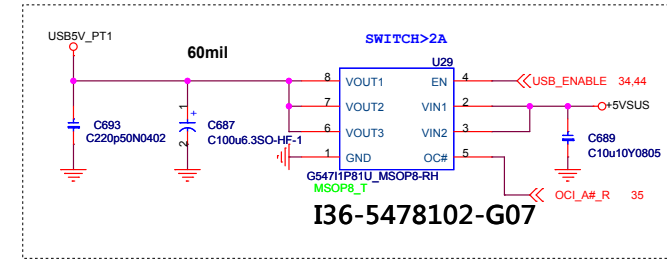 USB5V_PT1
60mil
SWITCH>2A
U29
8 VOUT1 EN 4 USB_ENABLE 34,44
7 VOUT2 VIN1 2 +5VSUS
6 VOUT3 VIN2 3
1 GND OC# 5
1
+
2
C693
C220p50N0402
C687
C100u6.3SO-HF-1
C689
C10u10Y0805
G547I1P81U_MSOP8-RH
MSOP8_T
OCI_A#_R 35
I36-5478102-G07